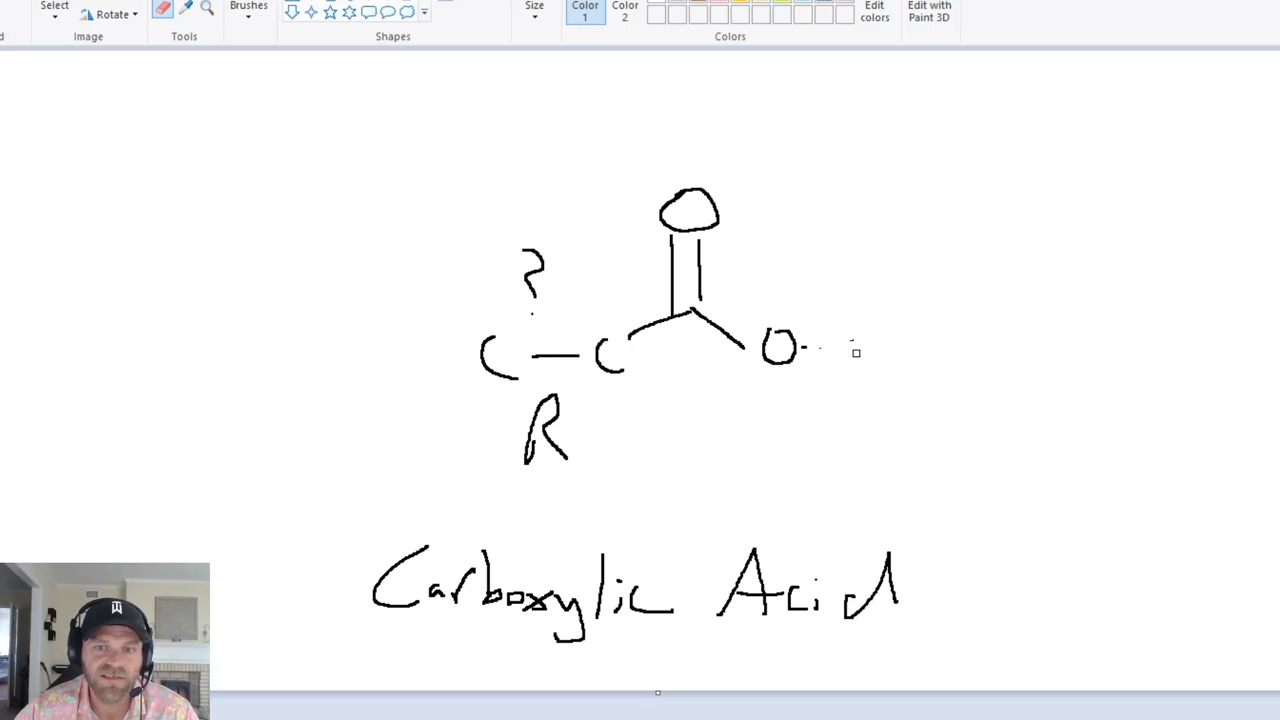 Select
Rotate
Image
Tools
Brushes
Shapes
Size
Color 1
Color 2
Colors
Edit colors
Edit with Paint 3D
O
?
C — C
O
R
Carboxylic Acid